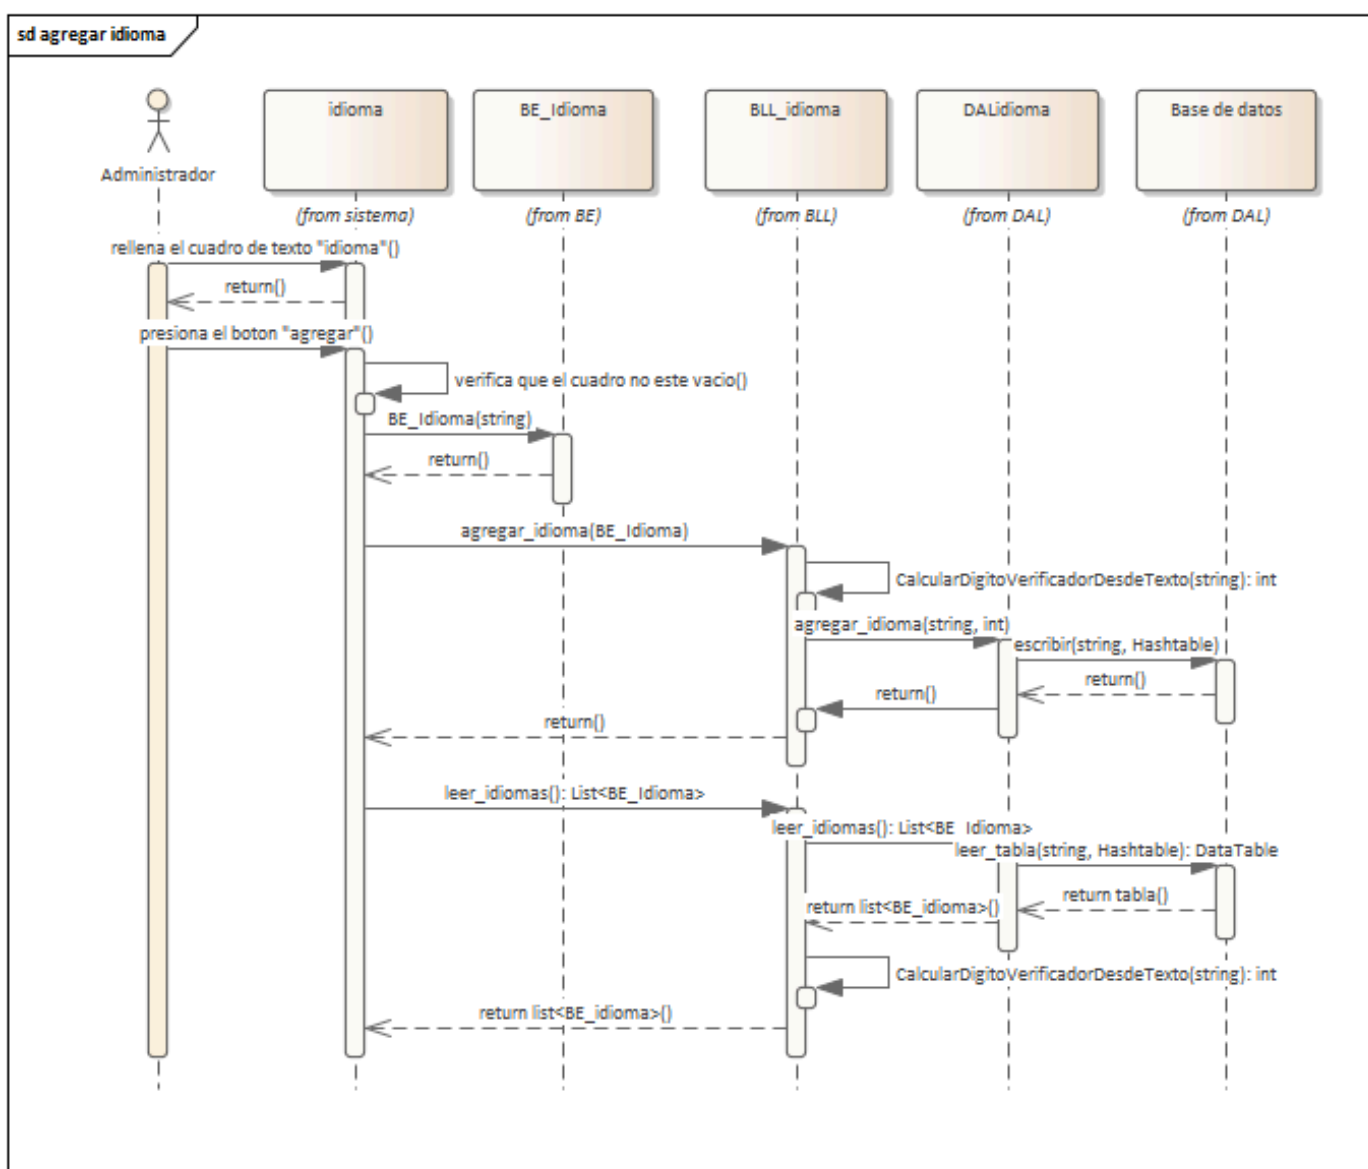 sd agregar idioma
Administrador
idioma
BE_Idioma
BLL_idioma
DALidioma
Base de datos
(from sistema)
(from BE)
(from BLL)
(from DAL)
(from DAL)
rellena el cuadro de texto "idioma"()
return()
presiona el boton "agregar"()
verifica que el cuadro no este vacio()
BE_Idioma(string)
return()
agregar_idioma(BE_Idioma)
CalcularDigitoVerificadorDesdeTexto(string): int
agregar_idioma(string, int)
escribir(string, Hashtable)
return()
return()
return()
leer_idiomas(): List<BE_Idioma>
leer_idiomas(): List<BE_Idioma>
leer_tabla(string, Hashtable): DataTable
return tabla()
return list<BE_idioma>()
CalcularDigitoVerificadorDesdeTexto(string): int
return list<BE_idioma>()